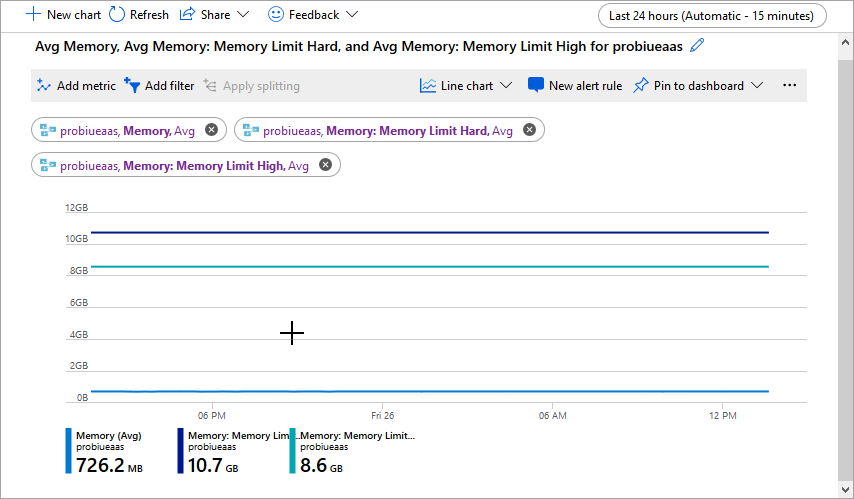 New chart Refresh Share Feedback Last 24 hours (Automatic - 15 minutes)
Avg Memory, Avg Memory: Memory Limit Hard, and Avg Memory: Memory Limit High for probiueaas
Add metric Add filter Apply splitting Line chart New alert rule Pin to dashboard ...
probiueaas, Memory, Avg probiueaas, Memory: Memory Limit Hard, Avg
probiueaas, Memory: Memory Limit High, Avg
12GB
10GB
8GB
6GB
4GB
2GB
0B
06 PM Fri 26 06 AM 12 PM
Memory (Avg) Memory: Memory Lim... Memory: Memory Limit...
probiueaas probiueaas probiueaas
726.2 MB 10.7 GB 8.6 GB